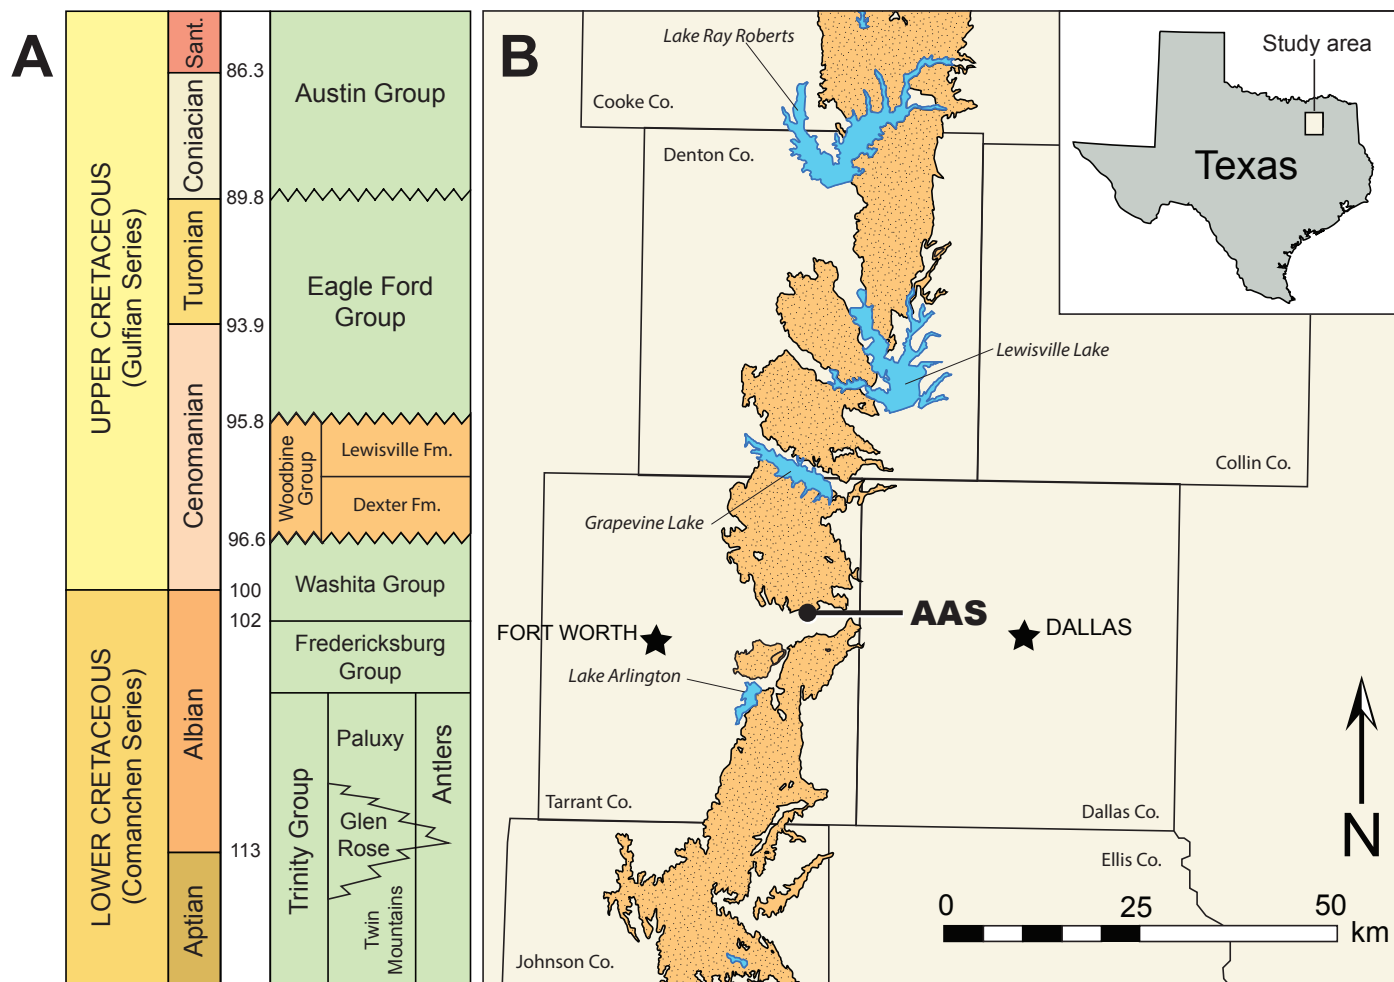 A
UPPER CRETACEOUS
(Gulfian Series)
LOWER CRETACEOUS
(Comanchen Series)
Sant.
Coniacian
Turonian
Cenomanian
Albian
Aptian
86.3
89.8
93.9
95.8
96.6
100
102
113
Austin Group
Eagle Ford
Group
Woodbine
Group
Lewisville Fm.
Dexter Fm.
Washita Group
Fredericksburg
Group
Trinity Group
Paluxy
Glen
Rose
Twin
Mountains
Antlers
B
Lake Ray Roberts
Cooke Co.
Denton Co.
Study area
Texas
Lewisville Lake
Collin Co.
Grapevine Lake
AAS
FORT WORTH
DALLAS
Lake Arlington
Tarrant Co.
Dallas Co.
Ellis Co.
Johnson Co.
N
0
25
50
km